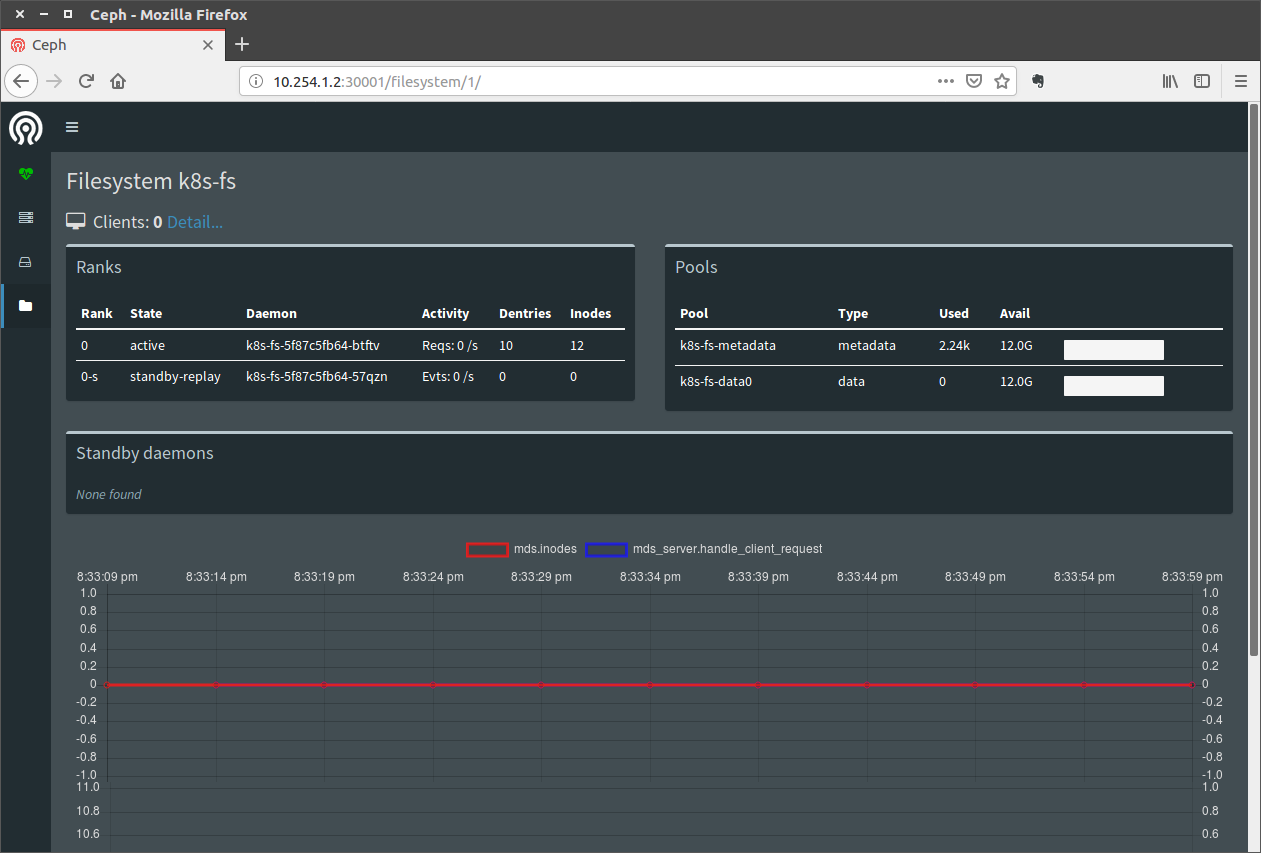 Ceph - Mozilla Firefox
Ceph
10.254.1.2:30001/filesystem/1/
Filesystem k8s-fs
Clients: 0 Detail...
Ranks
Rank State Daemon Activity Dentries Inodes
0 active k8s-fs-5f87c5fb64-btftv Reqs: 0 /s 10 12
0-s standby-replay k8s-fs-5f87c5fb64-57qzn Evts: 0 /s 0 0
Pools
Pool Type Used Avail
k8s-fs-metadata metadata 2.24k 12.0G
k8s-fs-data0 data 0 12.0G
Standby daemons
None found
mds.inodes mds_server.handle_client_request
8:33:09 pm 8:33:14 pm 8:33:19 pm 8:33:24 pm 8:33:29 pm 8:33:34 pm 8:33:39 pm 8:33:44 pm 8:33:49 pm 8:33:54 pm 8:33:59 pm
1.0 1.0
0.8 0.8
0.6 0.6
0.4 0.4
0.2 0.2
0 0
-0.2 -0.2
-0.4 -0.4
-0.6 -0.6
-0.8 -0.8
-1.0 -1.0
11.0 1.0
10.8 0.8
10.6 0.6